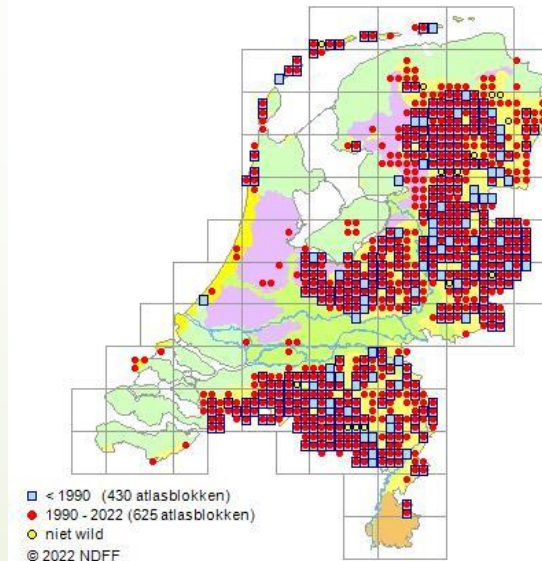 < 1990 (430 atlasblokken)
1990 - 2022 (625 atlasblokken)
niet wild
© 2022 NDFF